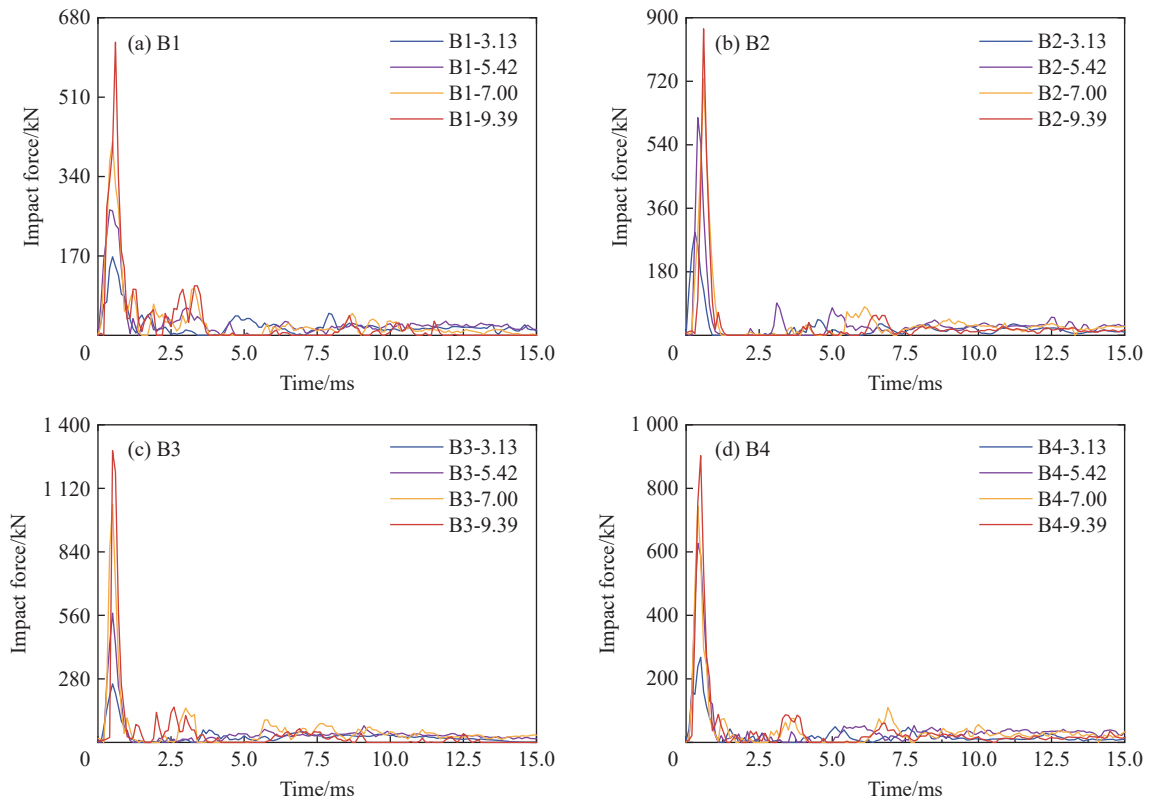 680
510
340
170
0
2.5
5.0
7.5
10.0
12.5
15.0
Time/ms
Impact force/kN
(a) B1
B1-3.13
B1-5.42
B1-7.00
B1-9.39
900
720
540
360
180
0
2.5
5.0
7.5
10.0
12.5
15.0
Time/ms
Impact force/kN
(b) B2
B2-3.13
B2-5.42
B2-7.00
B2-9.39
1 400
1 120
840
560
280
0
2.5
5.0
7.5
10.0
12.5
15.0
Time/ms
Impact force/kN
(c) B3
B3-3.13
B3-5.42
B3-7.00
B3-9.39
1 000
800
600
400
200
0
2.5
5.0
7.5
10.0
12.5
15.0
Time/ms
Impact force/kN
(d) B4
B4-3.13
B4-5.42
B4-7.00
B4-9.39